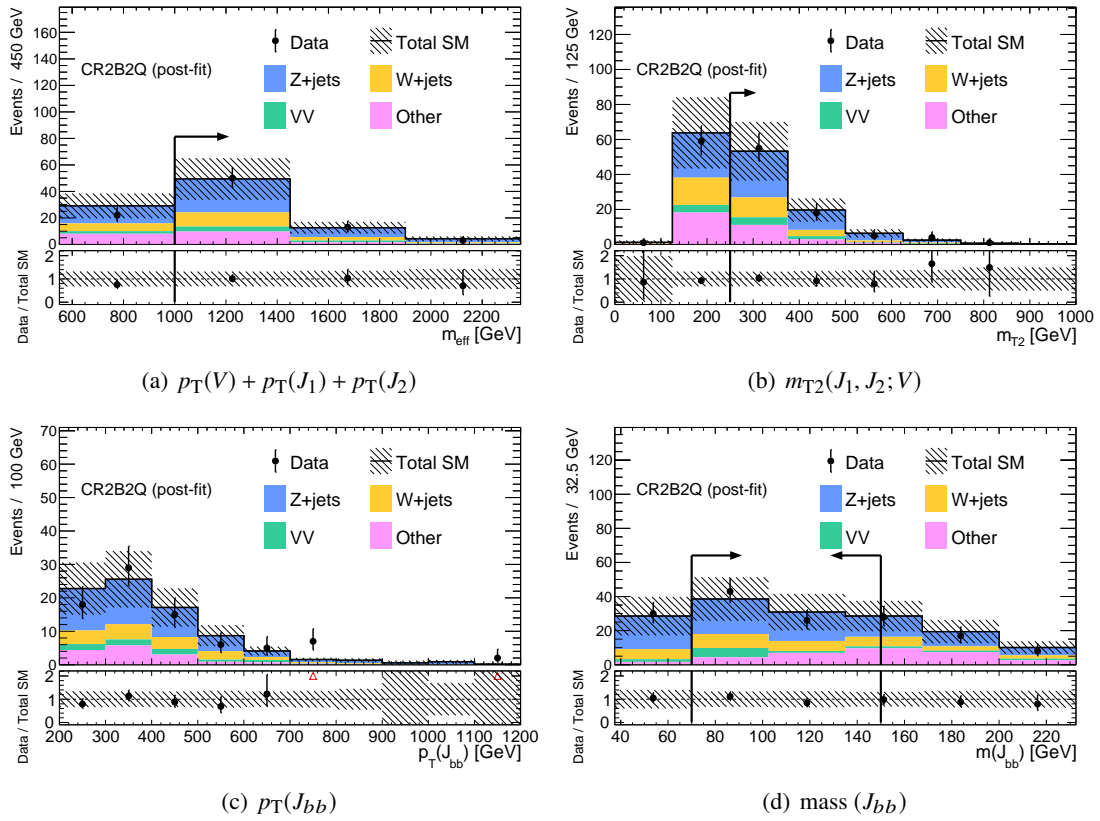 Events / 450 GeV
160
140
120
100
80
60
40
20
0
CR2B2Q (post-fit)
Data
Total SM
Z+jets
W+jets
VV
Other
Data / Total SM
2
1
0
600 800 1000 1200 1400 1600 1800 2000 2200
m_eff [GeV]
(a) p_T(V) + p_T(J_1) + p_T(J_2)
Events / 125 GeV
120
100
80
60
40
20
0
CR2B2Q (post-fit)
Data
Total SM
Z+jets
W+jets
VV
Other
Data / Total SM
2
1
0
0 100 200 300 400 500 600 700 800 900 1000
m_T2 [GeV]
(b) m_T2(J_1, J_2; V)
Events / 100 GeV
70
60
50
40
30
20
10
0
CR2B2Q (post-fit)
Data
Total SM
Z+jets
W+jets
VV
Other
Data / Total SM
2
1
0
200 300 400 500 600 700 800 900 1000 1100 1200
p_T(J_bb) [GeV]
(c) p_T(J_bb)
Events / 32.5 GeV
120
100
80
60
40
20
0
CR2B2Q (post-fit)
Data
Total SM
Z+jets
W+jets
VV
Other
Data / Total SM
2
1
0
40 60 80 100 120 140 160 180 200 220
m(J_bb) [GeV]
(d) mass (J_bb)